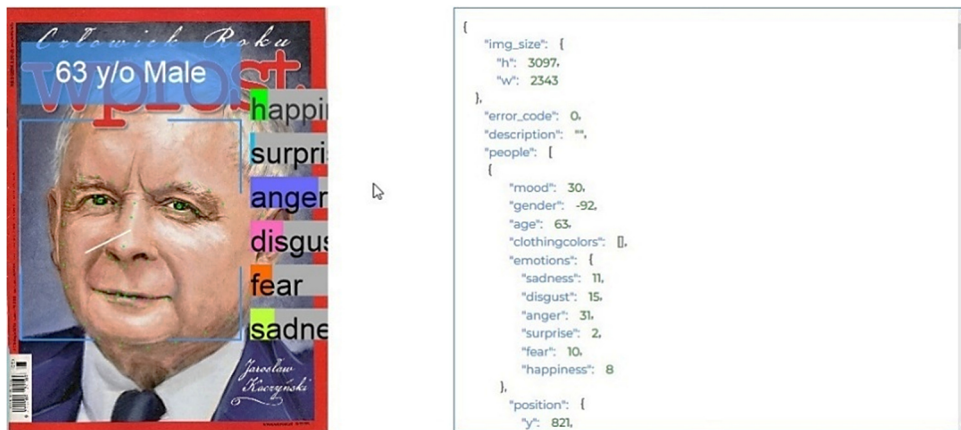 Człowiek Roku
wprost
63 y/o Male
happin
surpri
anger
disgus
fear
sadne
Jarosław
Kaczyński
{
"img_size": {
"h": 3097,
"w": 2343
},
"error_code": 0,
"description": "",
"people": [
{
"mood": 30,
"gender": -92,
"age": 63,
"clothingcolors": [],
"emotions": {
"sadness": 11,
"disgust": 15,
"anger": 31,
"surprise": 2,
"fear": 10,
"happiness": 8
},
"position": {
"y": 821,